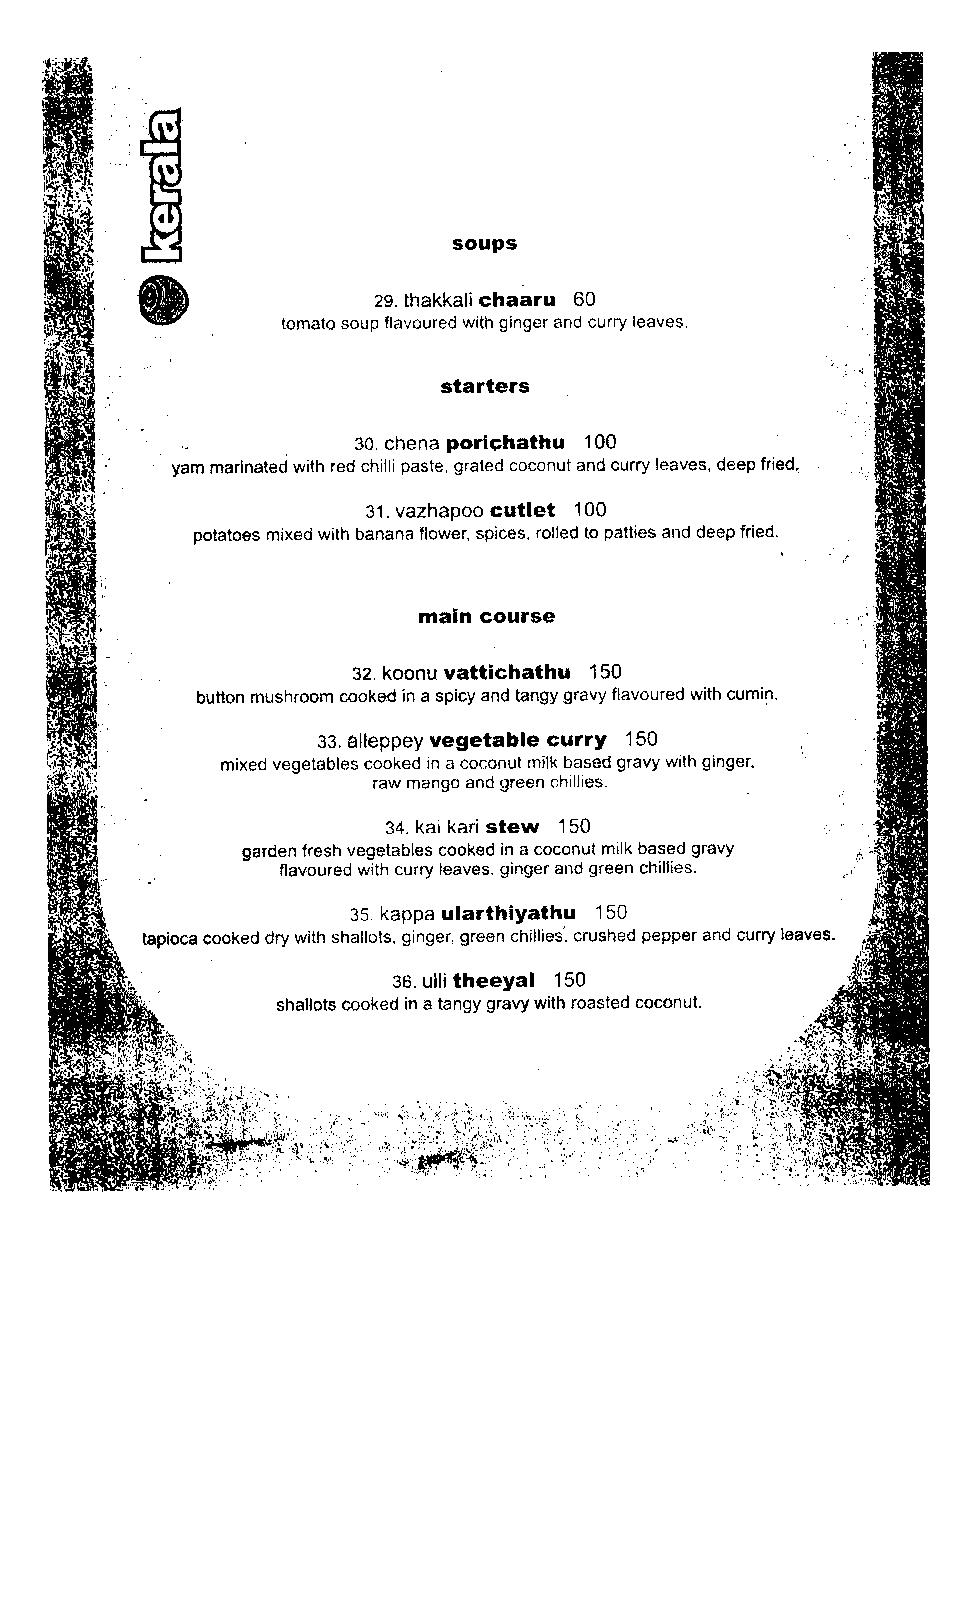 kerala
soups
29. thakkali chaaru 60
tomato soup flavoured with ginger and curry leaves.
starters
30. chena porichathu 100
yam marinated with red chilli paste, grated coconut and curry leaves, deep fried.
31. vazhapoo cutlet 100
potatoes mixed with banana flower, spices, rolled to patties and deep fried.
main course
32. koonu vattichathu 150
button mushroom cooked in a spicy and tangy gravy flavoured with cumin.
33. alleppey vegetable curry 150
mixed vegetables cooked in a coconut milk based gravy with ginger,
raw mango and green chillies.
34. kai kari stew 150
garden fresh vegetables cooked in a coconut milk based gravy
flavoured with curry leaves, ginger and green chillies.
35. kappa ularthiyathu 150
tapioca cooked dry with shallots, ginger, green chillies, crushed pepper and curry leaves.
36. ulli theeyal 150
shallots cooked in a tangy gravy with roasted coconut.